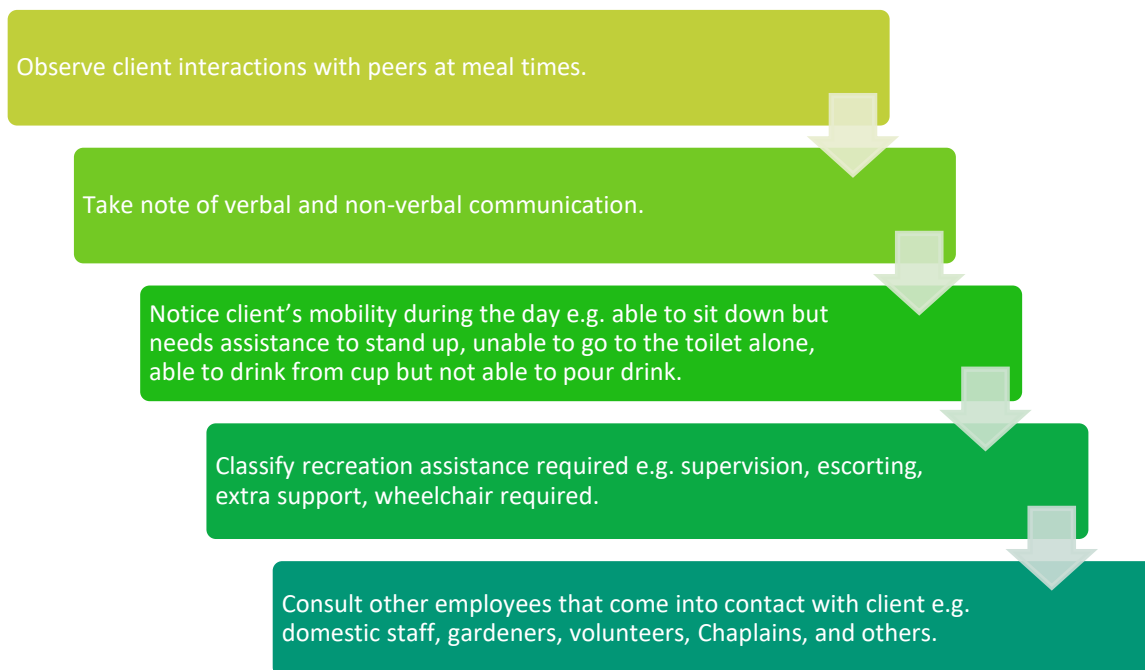 Observe client interactions with peers at meal times.
Take note of verbal and non-verbal communication.
Notice client’s mobility during the day e.g. able to sit down but
needs assistance to stand up, unable to go to the toilet alone,
able to drink from cup but not able to pour drink.
Classify recreation assistance required e.g. supervision, escorting,
extra support, wheelchair required.
Consult other employees that come into contact with client e.g.
domestic staff, gardeners, volunteers, Chaplains, and others.